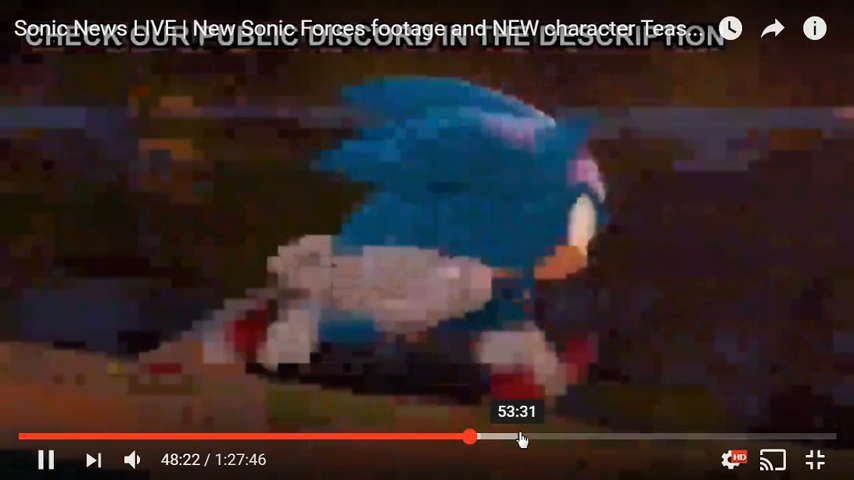 Sonic News LIVE | New Sonic Forces footage and NEW character Teas...
CHECK OUR PUBLIC DISCORD IN THE DESCRIPTION
53:31
48:22 / 1:27:46
HD